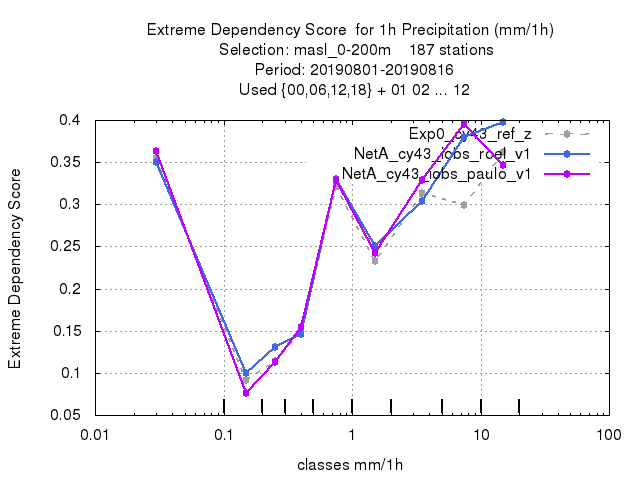 Extreme Dependency Score  for 1h Precipitation (mm/1h)
Selection: masl_0-200m    187 stations
Period: 20190801-20190816
Used {00,06,12,18} + 01 02 ... 12
Exp0_cy43_ref_z
NetA_cy43_iobs_roel_v1
NetA_cy43_iobs_paulo_v1
Extreme Dependency Score
0.4
0.35
0.3
0.25
0.2
0.15
0.1
0.05
0.01 0.1 1 10 100
classes mm/1h